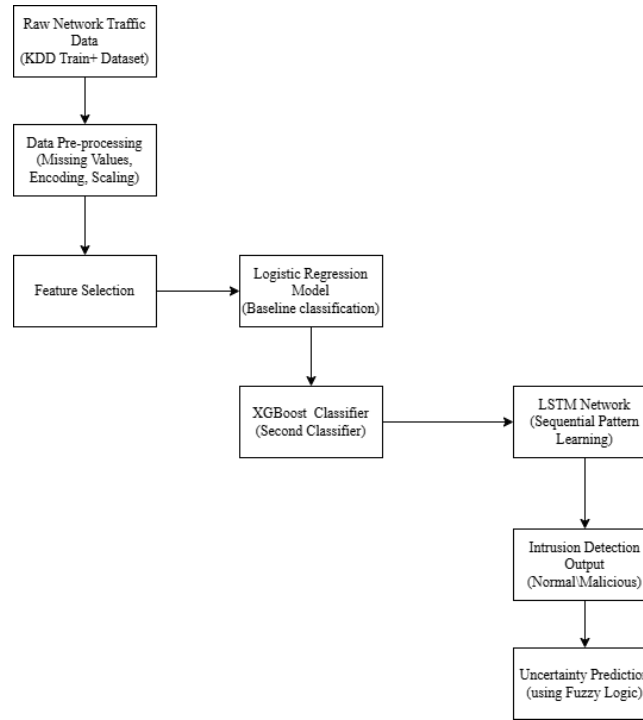 Raw Network Traffic
Data
(KDD Train+ Dataset)
Data Pre-processing
(Missing Values,
Encoding, Scaling)
Feature Selection
Logistic Regression
Model
(Baseline classification)
XGBoost Classifier
(Second Classifier)
LSTM Network
(Sequential Pattern
Learning)
Intrusion Detection
Output
(Normal\Malicious)
Uncertainty Prediction
(using Fuzzy Logic)